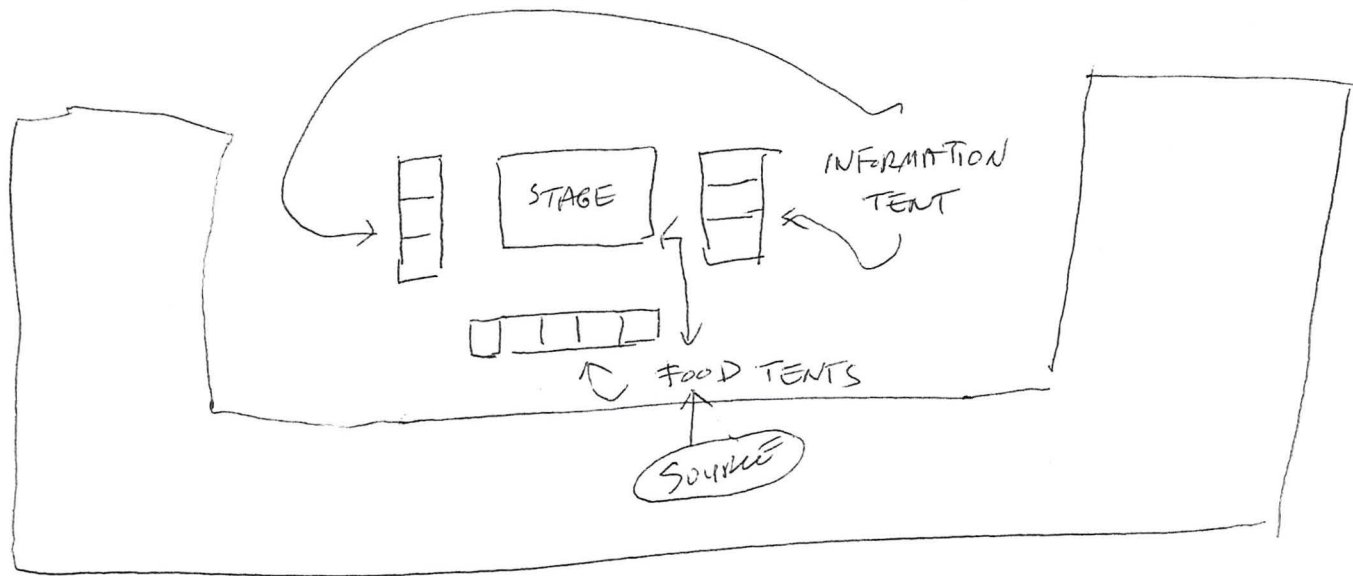 STAGE
INFORMATION
TENT
FOOD TENTS
SOURCE